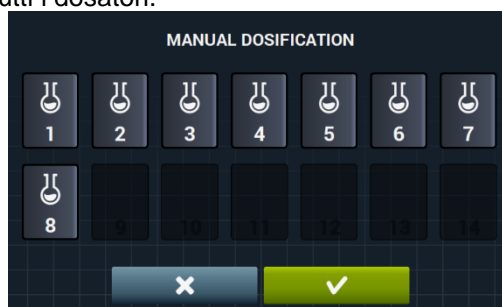 utti i dosatori.
MANUAL DOSIFICATION
1 2 3 4 5 6 7
8 9 10 11 12 13 14